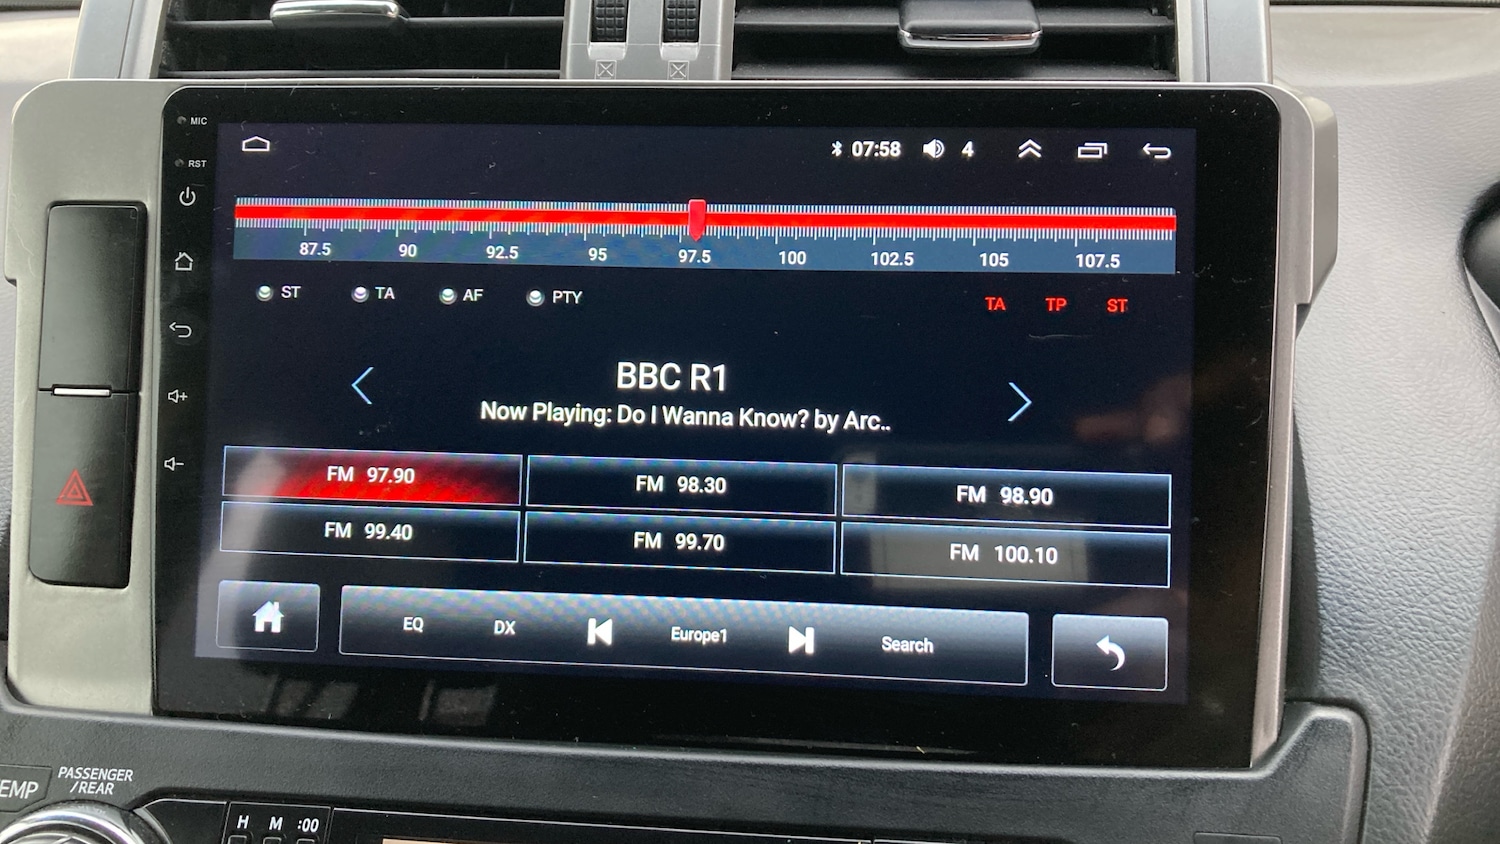 MIC
RST
07:58 4
87.5 90 92.5 95 97.5 100 102.5 105 107.5
ST TA AF PTY TA TP ST
BBC R1
Now Playing: Do I Wanna Know? by Arc..
FM 97.90 FM 98.30 FM 98.90
FM 99.40 FM 99.70 FM 100.10
EQ DX Europe1 Search
EMP PASSENGER
/REAR
H M :00